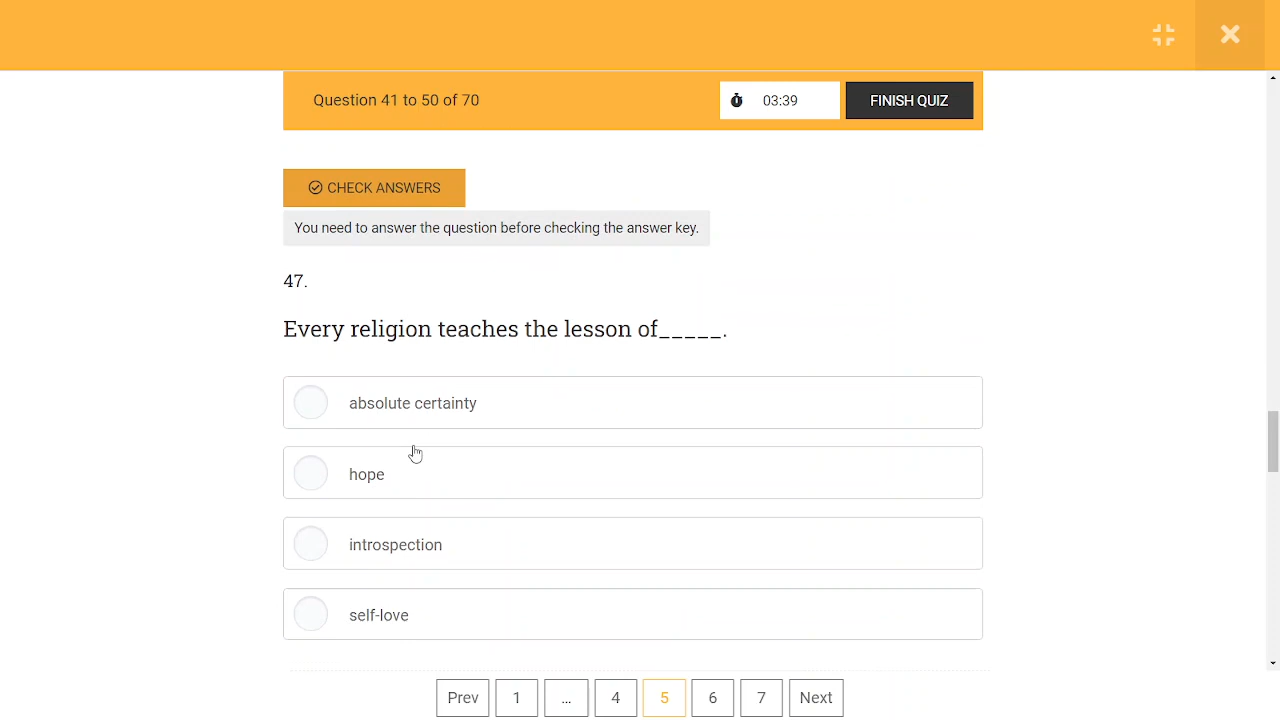 Question 41 to 50 of 70
03:39
FINISH QUIZ
CHECK ANSWERS
You need to answer the question before checking the answer key.
47.
Every religion teaches the lesson of_____.
absolute certainty
hope
introspection
self-love
Prev 1 ... 4 5 6 7 Next